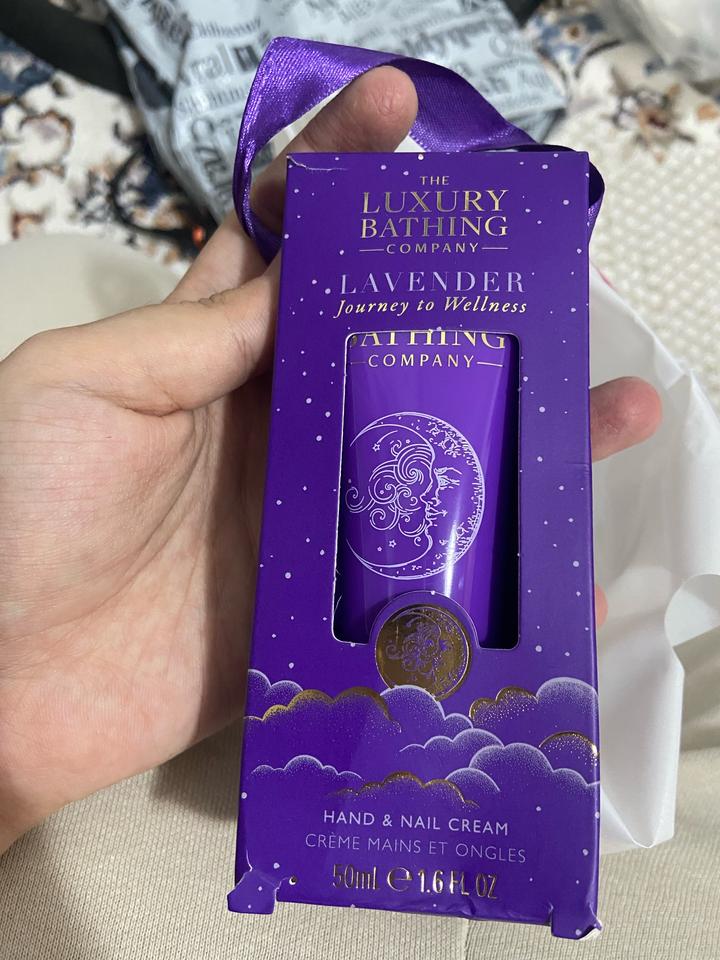 THE
LUXURY
BATHING
COMPANY
LAVENDER
Journey to Wellness
BATHING
COMPANY
HAND & NAIL CREAM
CRÈME MAINS ET ONGLES
50ml ℮ 1.6 FL OZ